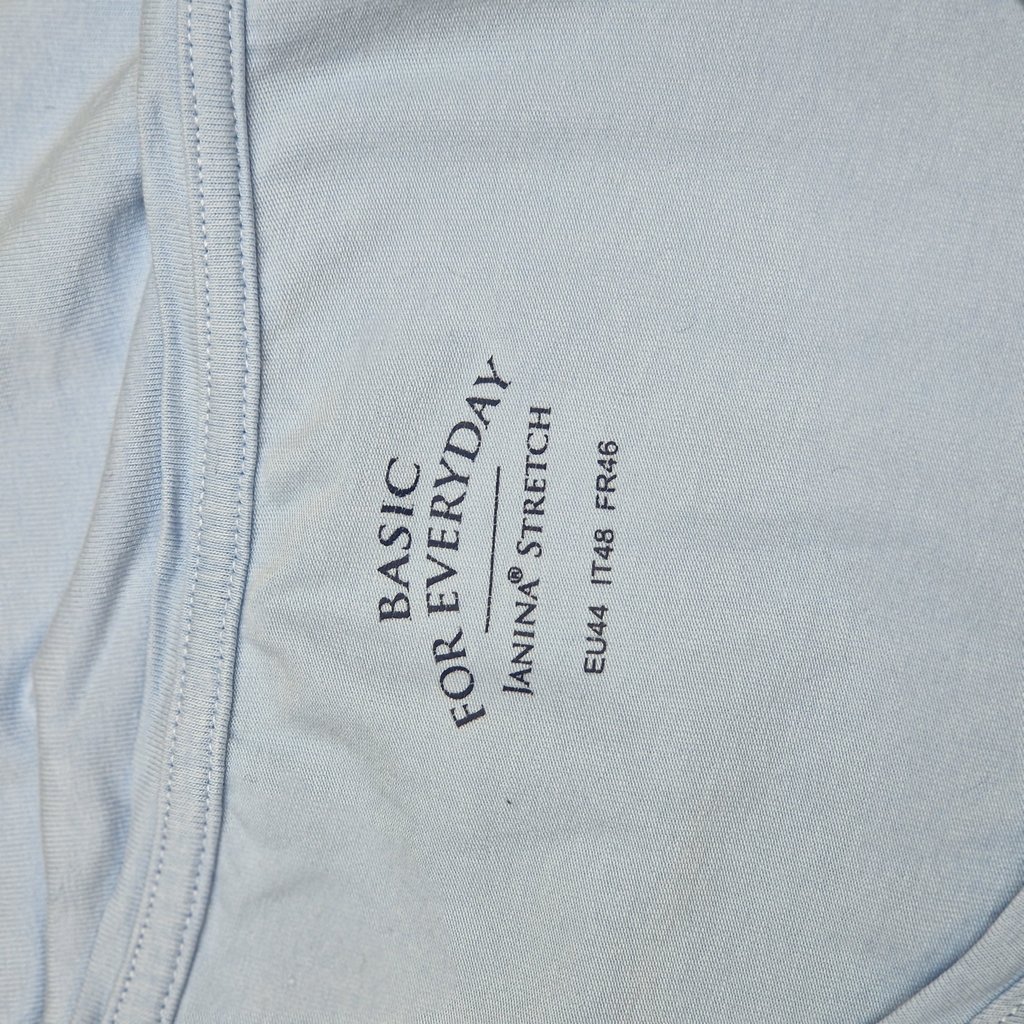 BASIC
FOR EVERYDAY
JANINA® STRETCH
EU44 IT48 FR46